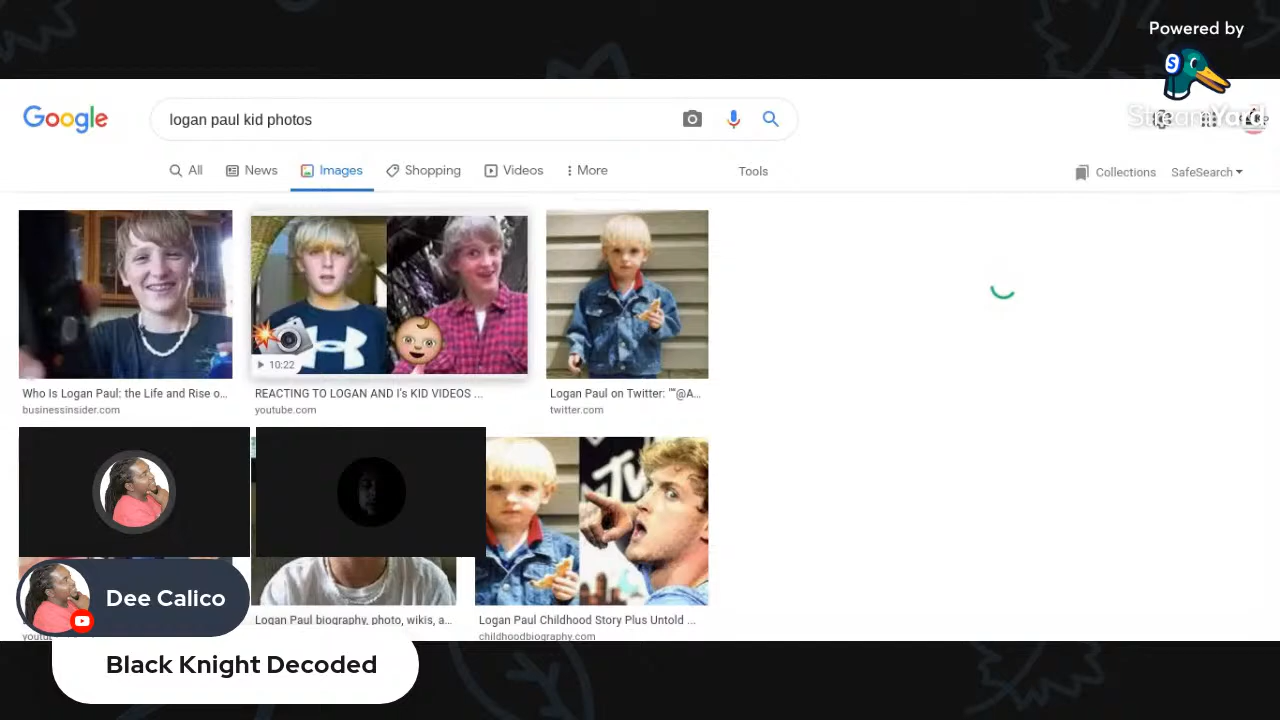 Powered by
StreamYard
Google
logan paul kid photos
All
News
Images
Shopping
Videos
More
Tools
Collections
SafeSearch
10:22
Who Is Logan Paul: the Life and Rise o...
businessinsider.com
REACTING TO LOGAN AND I's KID VIDEOS ...
youtube.com
Logan Paul on Twitter: ""@A...
twitter.com
Dee Calico
Logan Paul biography, photo, wikis, a...
Logan Paul Childhood Story Plus Untold ...
childhoodbiography.com
Black Knight Decoded